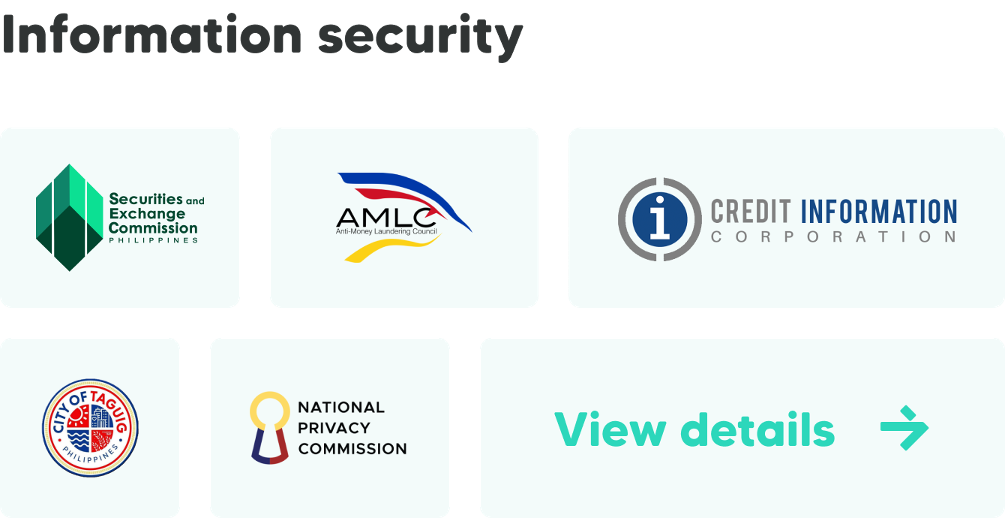 Information security
Securities and
Exchange
Commission
PHILIPPINES
AMLC
Anti-Money Laundering Council
i CREDIT INFORMATION
CORPORATION
CITY OF TAGUIG
PHILIPPINES
NATIONAL
PRIVACY
COMMISSION
View details